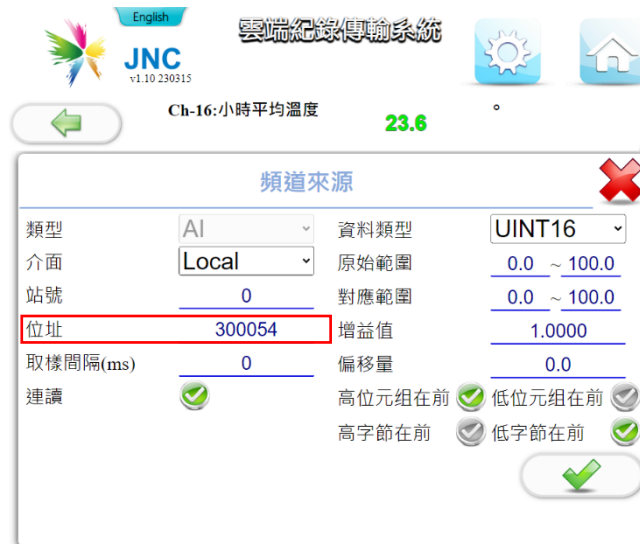 English
雲端紀錄傳輸系統
JNC
v1.10 230315
Ch-16:小時平均溫度
23.6
°
頻道來源
類型 AI 資料類型 UINT16
介面 Local 原始範圍 0.0 ~ 100.0
站號 0 對應範圍 0.0 ~ 100.0
位址 300054 增益值 1.0000
取樣間隔(ms) 0 偏移量 0.0
連讀 高位元组在前 低位元组在前
高字節在前 低字節在前